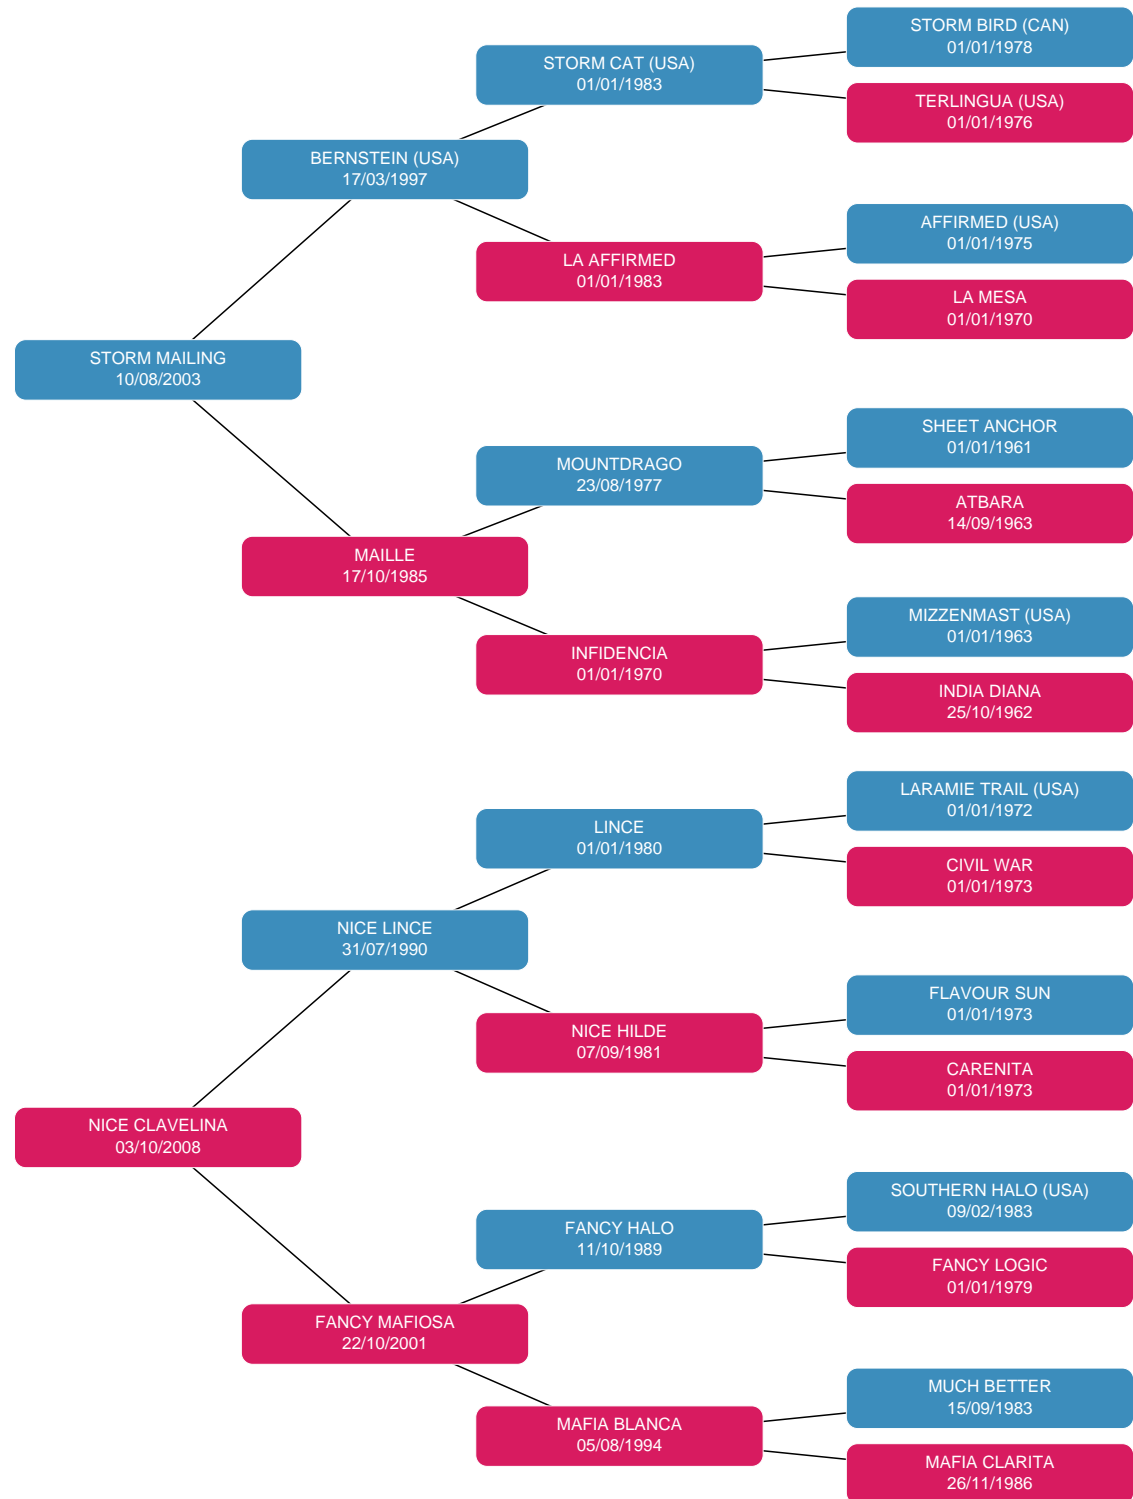 STORM BIRD (CAN)
01/01/1978
STORM CAT (USA)
01/01/1983
TERLINGUA (USA)
01/01/1976
BERNSTEIN (USA)
17/03/1997
AFFIRMED (USA)
01/01/1975
LA AFFIRMED
01/01/1983
LA MESA
01/01/1970
STORM MAILING
10/08/2003
SHEET ANCHOR
01/01/1961
MOUNTDRAGO
23/08/1977
ATBARA
14/09/1963
MAILLE
17/10/1985
MIZZENMAST (USA)
01/01/1963
INFIDENCIA
01/01/1970
INDIA DIANA
25/10/1962
LARAMIE TRAIL (USA)
01/01/1972
LINCE
01/01/1980
CIVIL WAR
01/01/1973
NICE LINCE
31/07/1990
FLAVOUR SUN
01/01/1973
NICE HILDE
07/09/1981
CARENITA
01/01/1973
NICE CLAVELINA
03/10/2008
SOUTHERN HALO (USA)
09/02/1983
FANCY HALO
11/10/1989
FANCY LOGIC
01/01/1979
FANCY MAFIOSA
22/10/2001
MUCH BETTER
15/09/1983
MAFIA BLANCA
05/08/1994
MAFIA CLARITA
26/11/1986